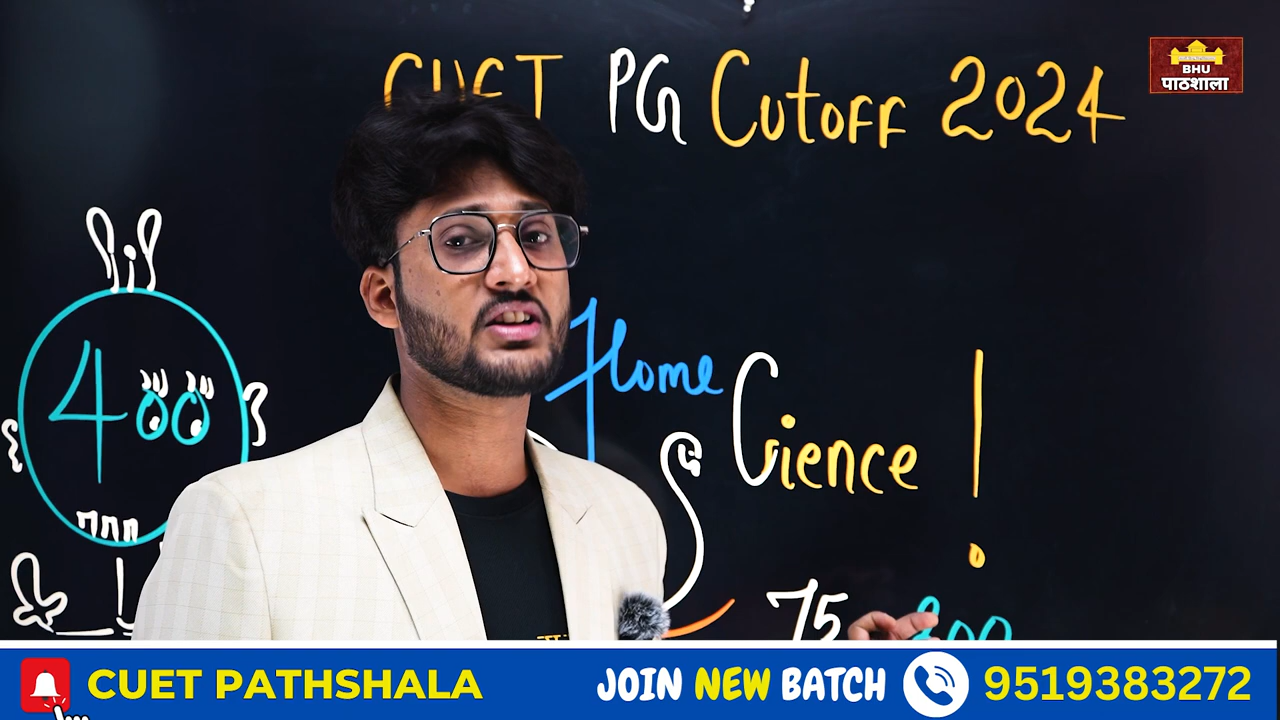 CUET PG Cutoff 2024
BHU
पाठशाला
400
Home
Science !
75
CUET PATHSHALA
JOIN NEW BATCH
9519383272